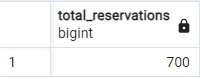 total_reservations
bigint
1 700